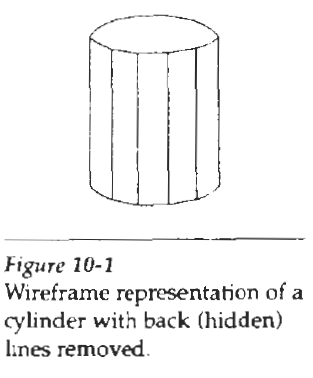 Figure 10-1
Wireframe representation of a
cylinder with back (hidden)
lines removed.